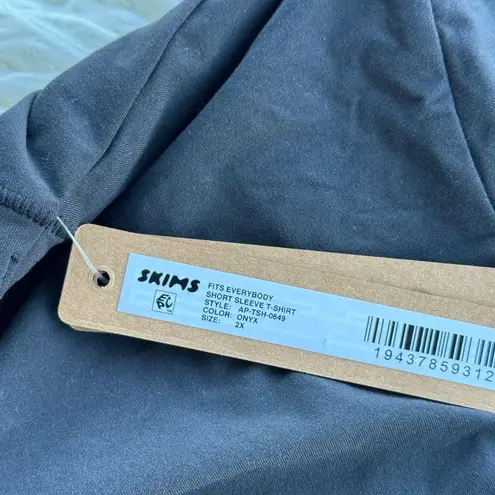 SKIMS
FITS EVERYBODY
SHORT SLEEVE T-SHIRT
STYLE: AP-TSH-0649
COLOR: ONYX
SIZE: 2X
19437859312